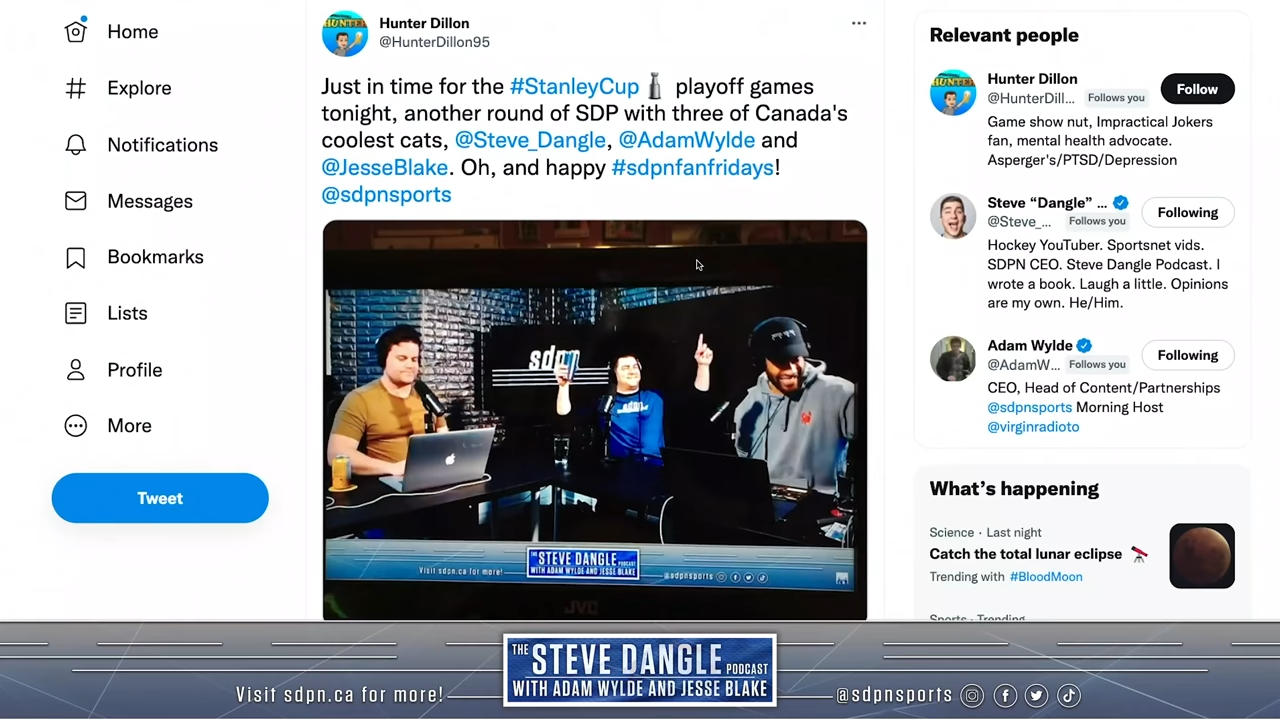 Home
Explore
Notifications
Messages
Bookmarks
Lists
Profile
More
Tweet
HUNTER
Hunter Dillon
@HunterDillon95
Just in time for the #StanleyCup playoff games
tonight, another round of SDP with three of Canada's
coolest cats, @Steve_Dangle, @AdamWylde and
@JesseBlake. Oh, and happy #sdpnfanfridays!
@sdpnsports
sdpn
sdpn
Visit sdpn.ca for more!
THE STEVE DANGLE PODCAST
WITH ADAM WYLDE AND JESSE BLAKE
@sdpnsports
JVC
Relevant people
HUNTER
Hunter Dillon
@HunterDill... Follows you
Follow
Game show nut, Impractical Jokers
fan, mental health advocate.
Asperger's/PTSD/Depression
Steve “Dangle” ...
@Steve_... Follows you
Following
Hockey YouTuber. Sportsnet vids.
SDPN CEO. Steve Dangle Podcast. I
wrote a book. Laugh a little. Opinions
are my own. He/Him.
Adam Wylde
@AdamW... Follows you
Following
CEO, Head of Content/Partnerships
@sdpnsports Morning Host
@virginradioto
What's happening
Science · Last night
Catch the total lunar eclipse
Trending with #BloodMoon
Sports · Trending
Visit sdpn.ca for more!
THE STEVE DANGLE PODCAST
WITH ADAM WYLDE AND JESSE BLAKE
@sdpnsports